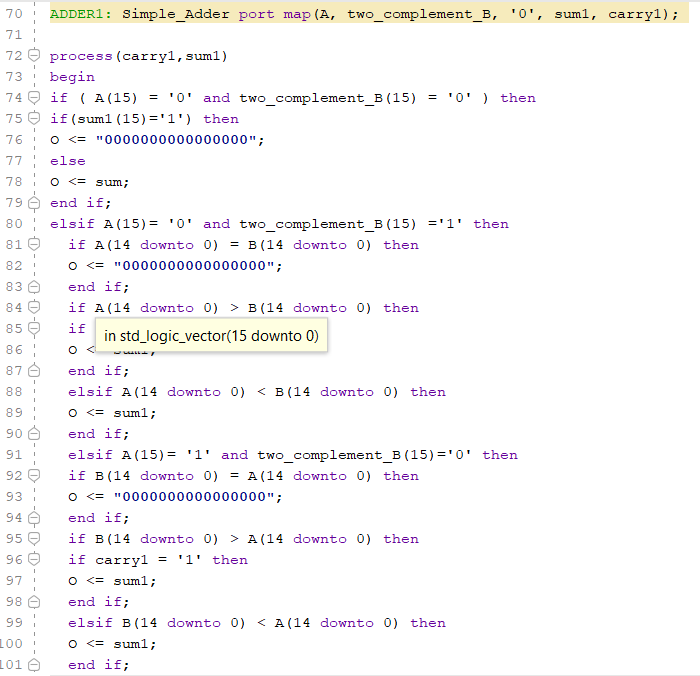 70 ADDER1: Simple_Adder port map(A, two_complement_B, '0', sum1, carry1);
71
72 process(carry1,sum1)
73 begin
74 if ( A(15) = '0' and two_complement_B(15) = '0' ) then
75 if(sum1(15)='1') then
76 o <= "0000000000000000";
77 else
78 o <= sum;
79 end if;
80 elsif A(15)= '0' and two_complement_B(15) ='1' then
81 if A(14 downto 0) = B(14 downto 0) then
82 o <= "0000000000000000";
83 end if;
84 if A(14 downto 0) > B(14 downto 0) then
85 if
in std_logic_vector(15 downto 0)
86 o <
87 end if;
88 elsif A(14 downto 0) < B(14 downto 0) then
89 o <= sum1;
90 end if;
91 elsif A(15)= '1' and two_complement_B(15)='0' then
92 if B(14 downto 0) = A(14 downto 0) then
93 o <= "0000000000000000";
94 end if;
95 if B(14 downto 0) > A(14 downto 0) then
96 if carry1 = '1' then
97 o <= sum1;
98 end if;
99 elsif B(14 downto 0) < A(14 downto 0) then
100 o <= sum1;
101 end if;